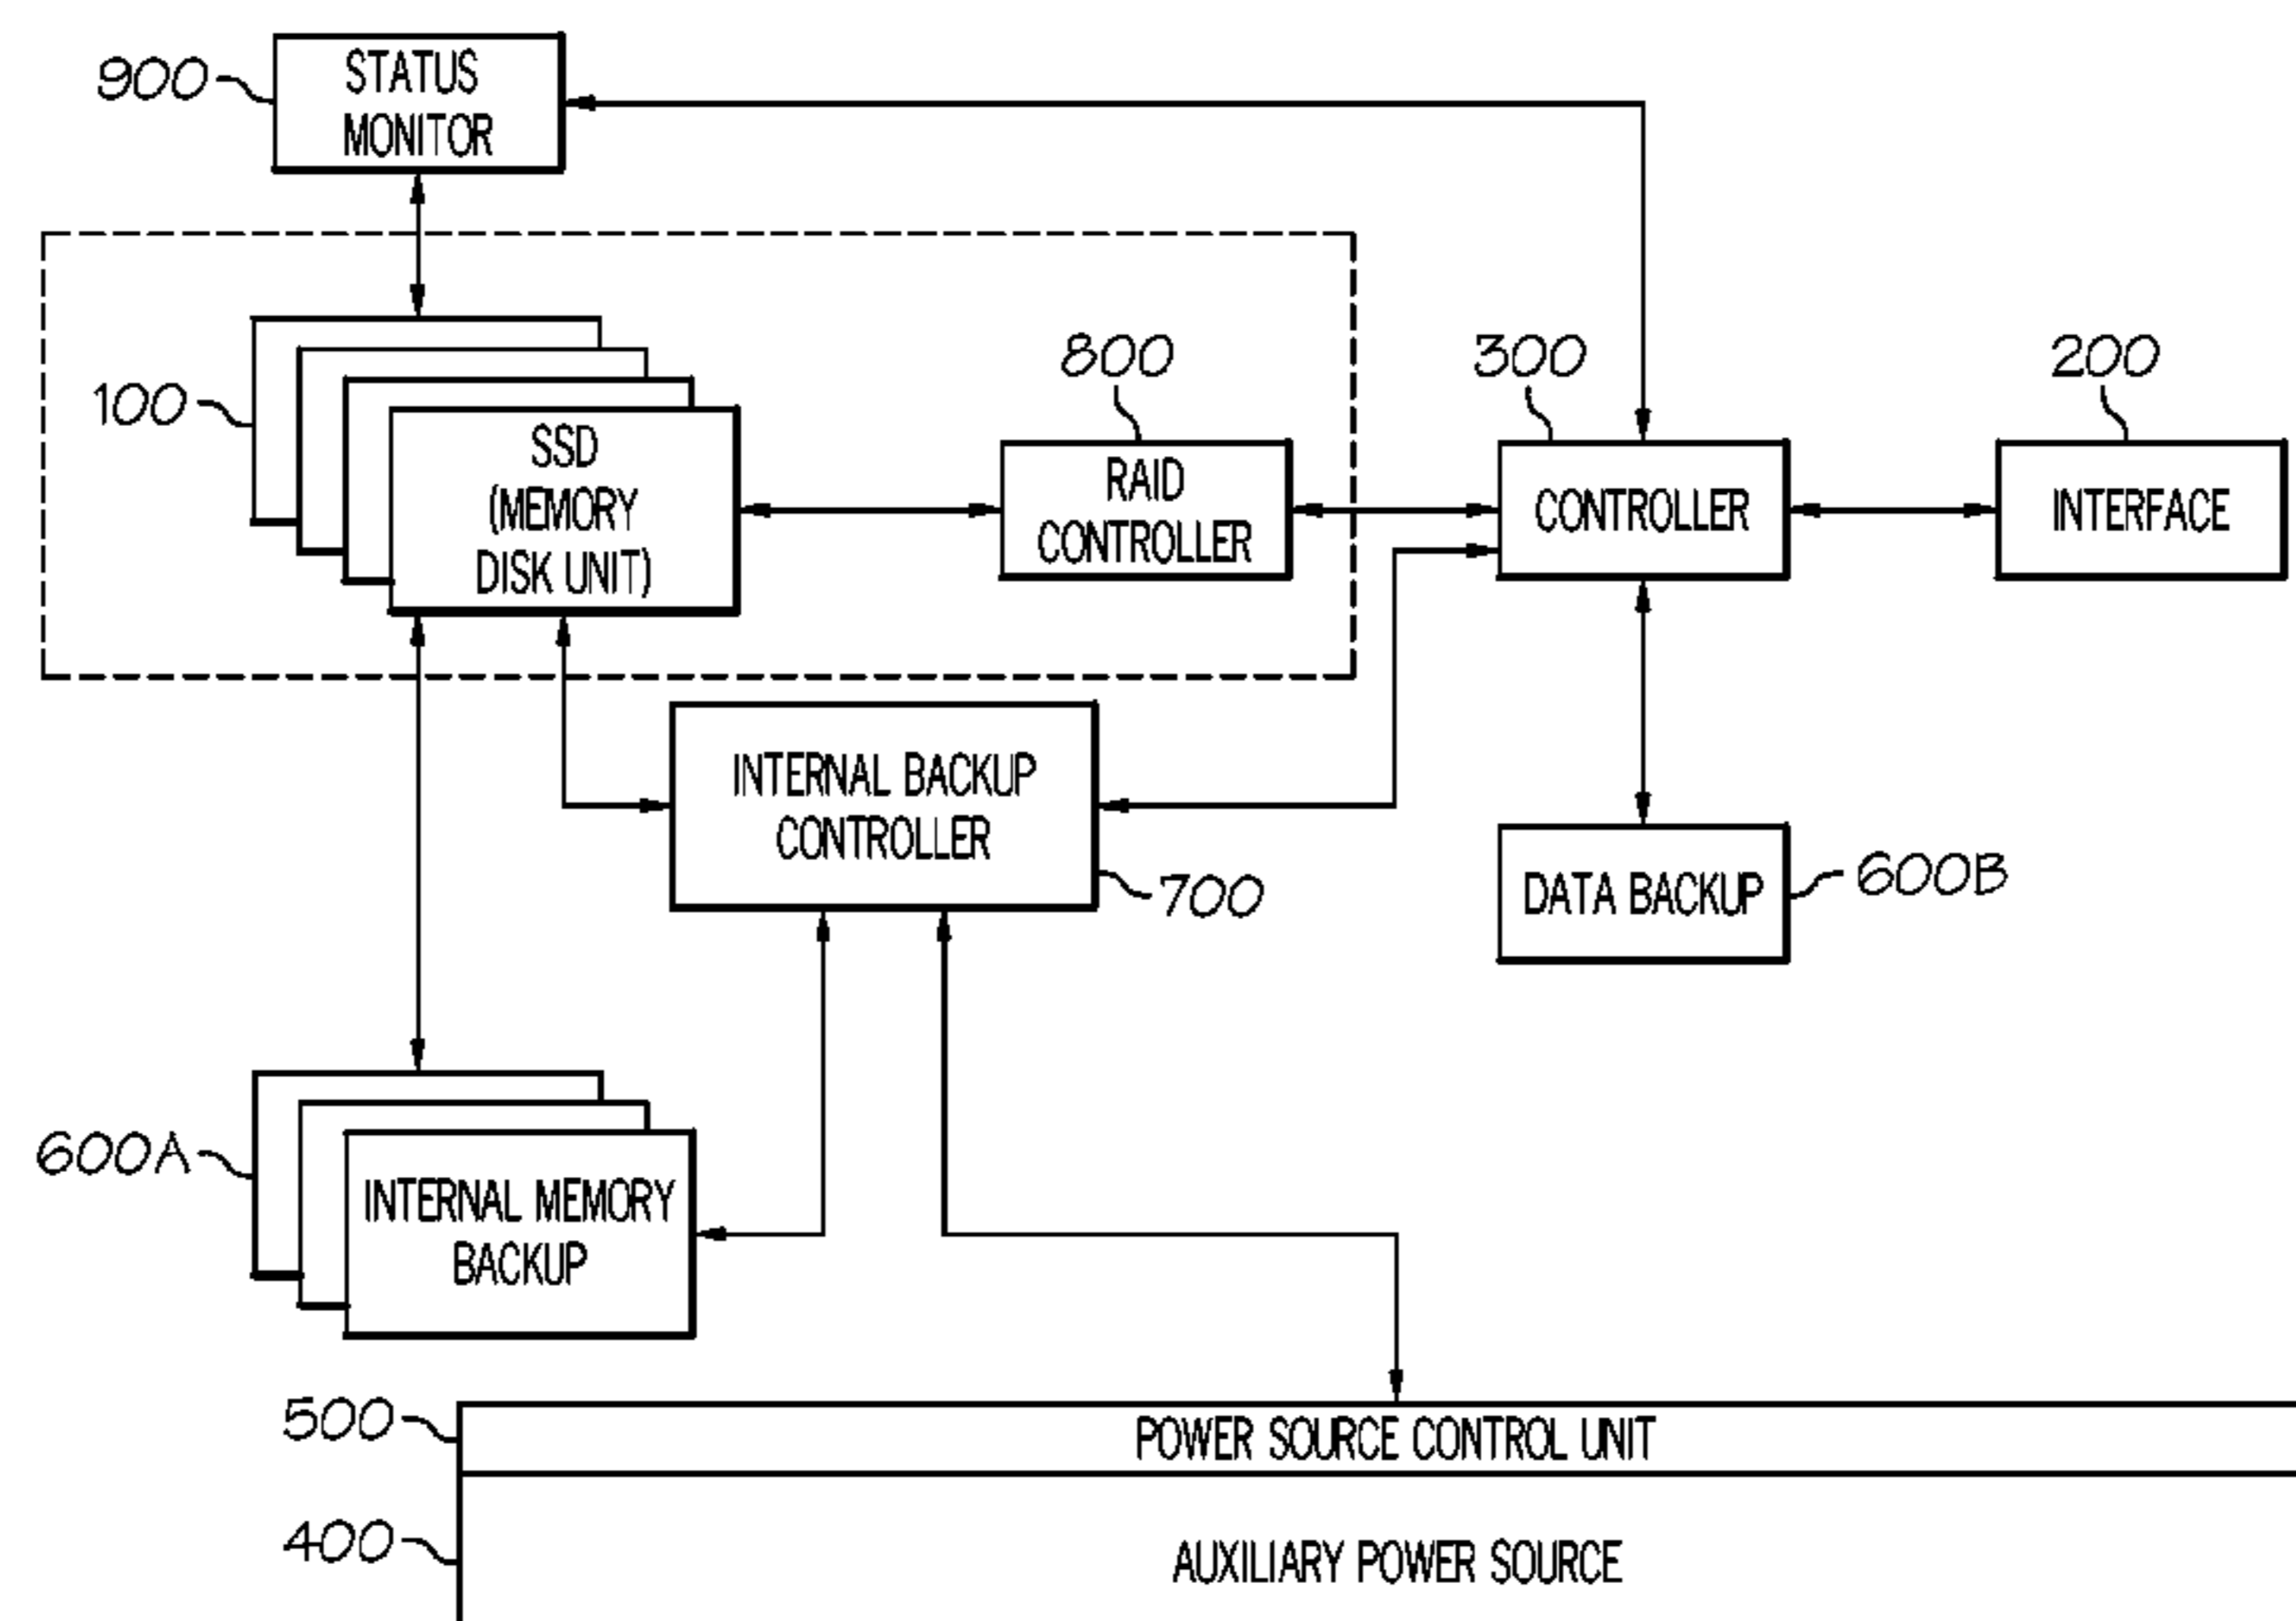 900
STATUS
MONITOR
100
SSD
(MEMORY
DISK UNIT)
800
RAID
CONTROLLER
300
CONTROLLER
200
INTERFACE
INTERNAL BACKUP
CONTROLLER
700
DATA BACKUP
600B
600A
INTERNAL MEMORY
BACKUP
500
POWER SOURCE CONTROL UNIT
400
AUXILIARY POWER SOURCE